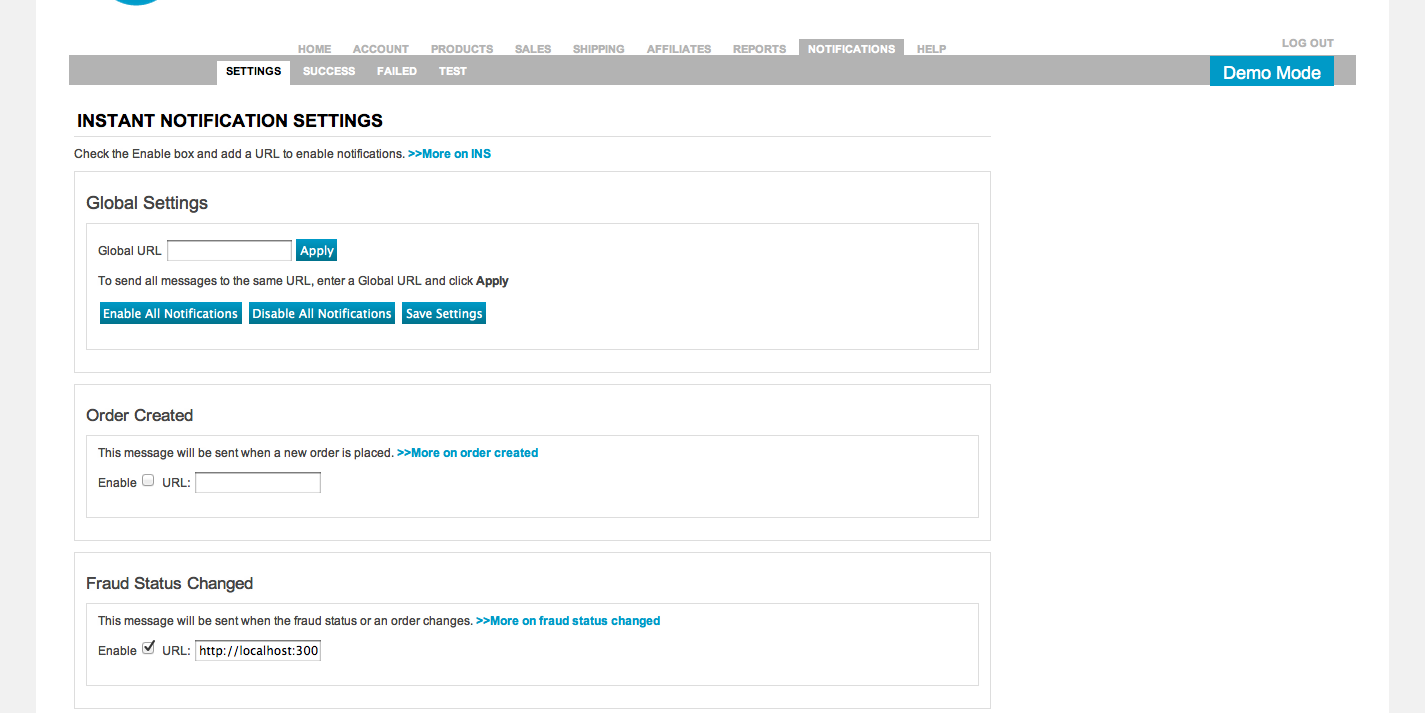 HOME ACCOUNT PRODUCTS SALES SHIPPING AFFILIATES REPORTS NOTIFICATIONS HELP LOG OUT
SETTINGS SUCCESS FAILED TEST Demo Mode
INSTANT NOTIFICATION SETTINGS
Check the Enable box and add a URL to enable notifications. >>More on INS
Global Settings
Global URL Apply
To send all messages to the same URL, enter a Global URL and click Apply
Enable All Notifications Disable All Notifications Save Settings
Order Created
This message will be sent when a new order is placed. >>More on order created
Enable URL:
Fraud Status Changed
This message will be sent when the fraud status or an order changes. >>More on fraud status changed
Enable URL: http://localhost:300